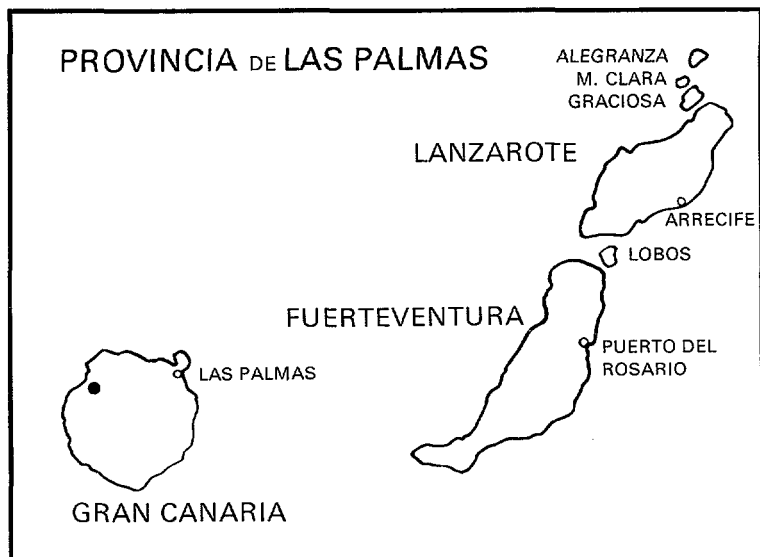 PROVINCIA DE LAS PALMAS
ALEGRANZA
M. CLARA
GRACIOSA
LANZAROTE
ARRECIFE
LOBOS
FUERTEVENTURA
PUERTO DEL
ROSARIO
LAS PALMAS
GRAN CANARIA